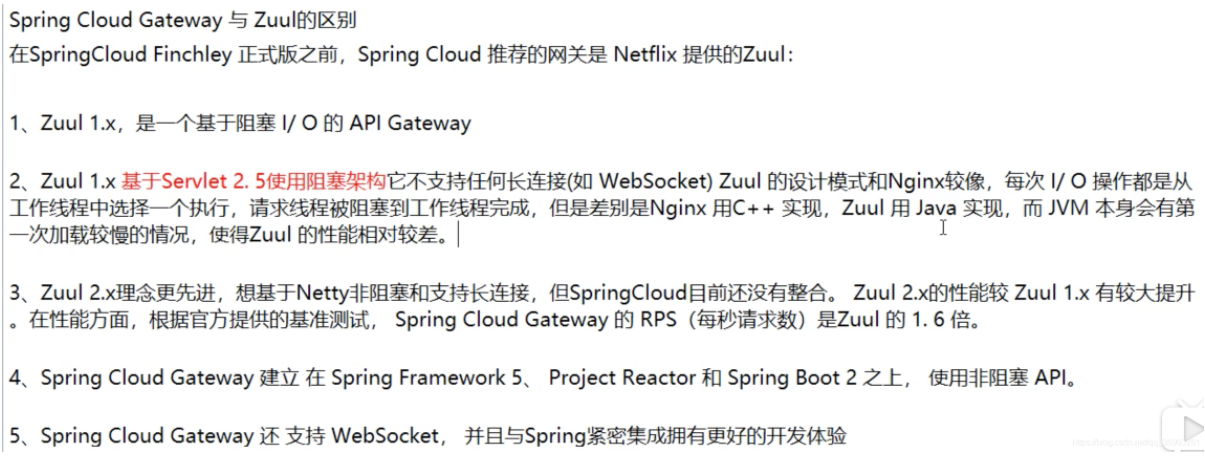 Spring Cloud Gateway 与 Zuul的区别
在SpringCloud Finchley 正式版之前，Spring Cloud 推荐的网关是 Netflix 提供的Zuul：
1、Zuul 1.x，是一个基于阻塞 I/ O 的 API Gateway
2、Zuul 1.x 基于Servlet 2. 5使用阻塞架构它不支持任何长连接(如 WebSocket) Zuul 的设计模式和Nginx较像，每次 I/ O 操作都是从
工作线程中选择一个执行，请求线程被阻塞到工作线程完成，但是差别是Nginx 用C++ 实现，Zuul 用 Java 实现，而 JVM 本身会有第
一次加载较慢的情况，使得Zuul 的性能相对较差。
3、Zuul 2.x理念更先进，想基于Netty非阻塞和支持长连接，但SpringCloud目前还没有整合。 Zuul 2.x的性能较 Zuul 1.x 有较大提升
。在性能方面，根据官方提供的基准测试， Spring Cloud Gateway 的 RPS（每秒请求数）是Zuul 的 1. 6 倍。
4、Spring Cloud Gateway 建立 在 Spring Framework 5、 Project Reactor 和 Spring Boot 2 之上， 使用非阻塞 API。
5、Spring Cloud Gateway 还 支持 WebSocket， 并且与Spring紧密集成拥有更好的开发体验